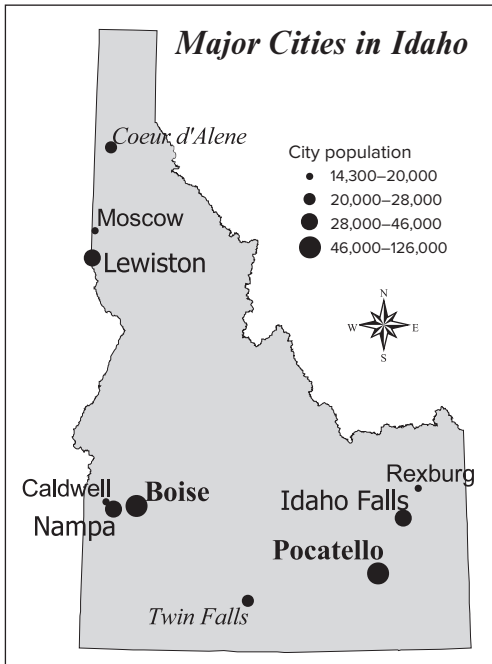 Major Cities in Idaho
Coeur d'Alene
City population
14,300–20,000
20,000–28,000
28,000–46,000
46,000–126,000
Moscow
Lewiston
N
W E
S
Rexburg
Caldwell
Boise
Idaho Falls
Nampa
Pocatello
Twin Falls